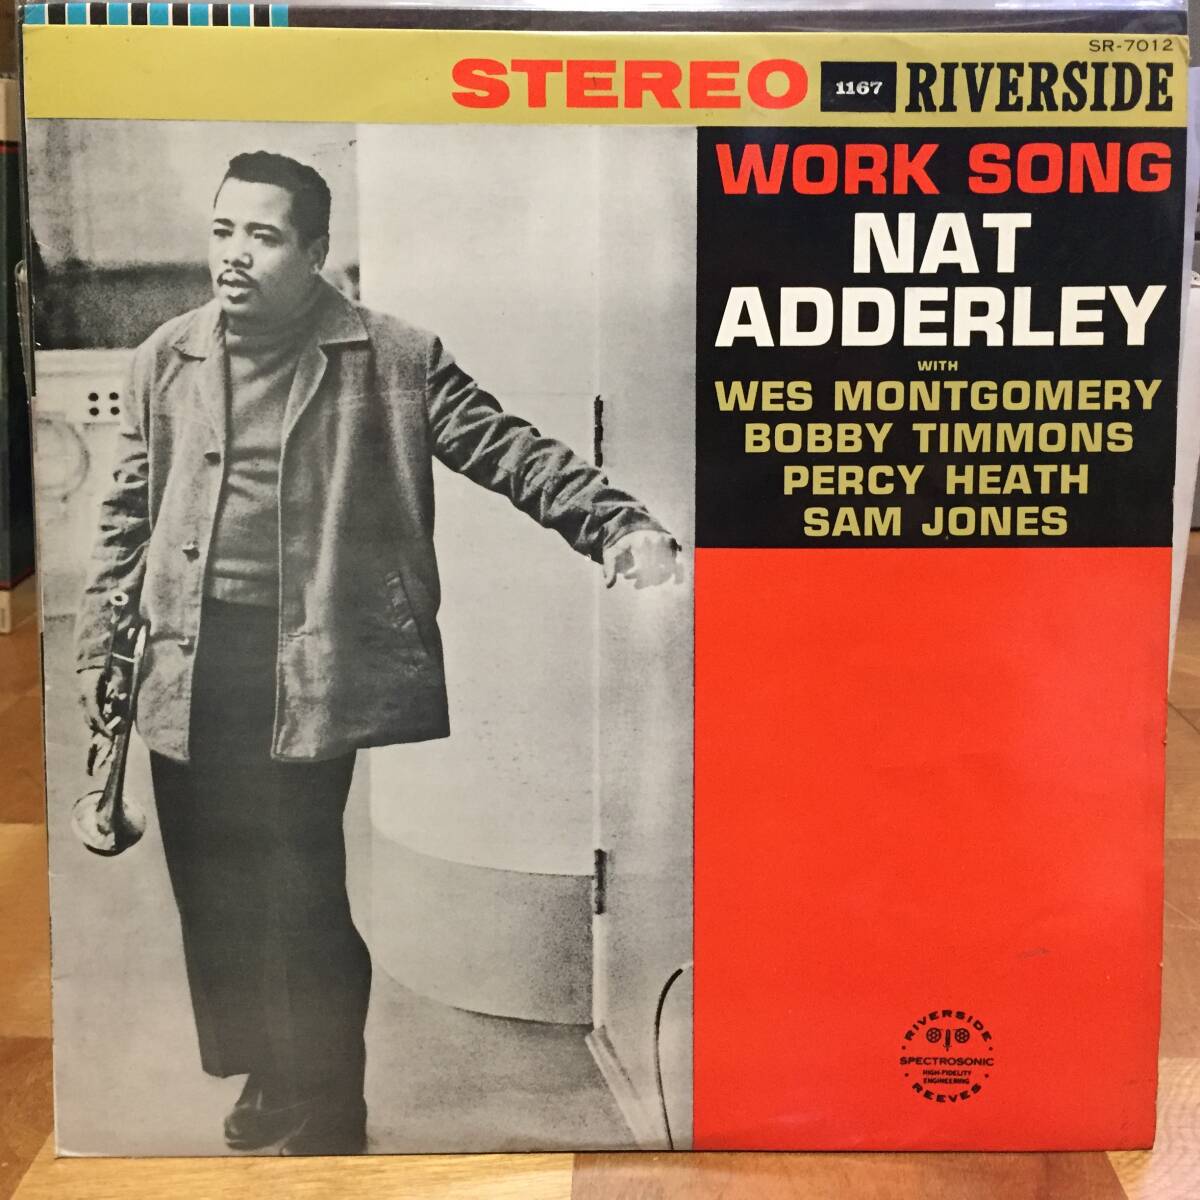 SR-7012
STEREO 1167 RIVERSIDE
WORK SONG
NAT
ADDERLEY
WITH
WES MONTGOMERY
BOBBY TIMMONS
PERCY HEATH
SAM JONES
RIVERSIDE
SPECTROSONIC
HIGH-FIDELITY
ENGINEERING
REEVES